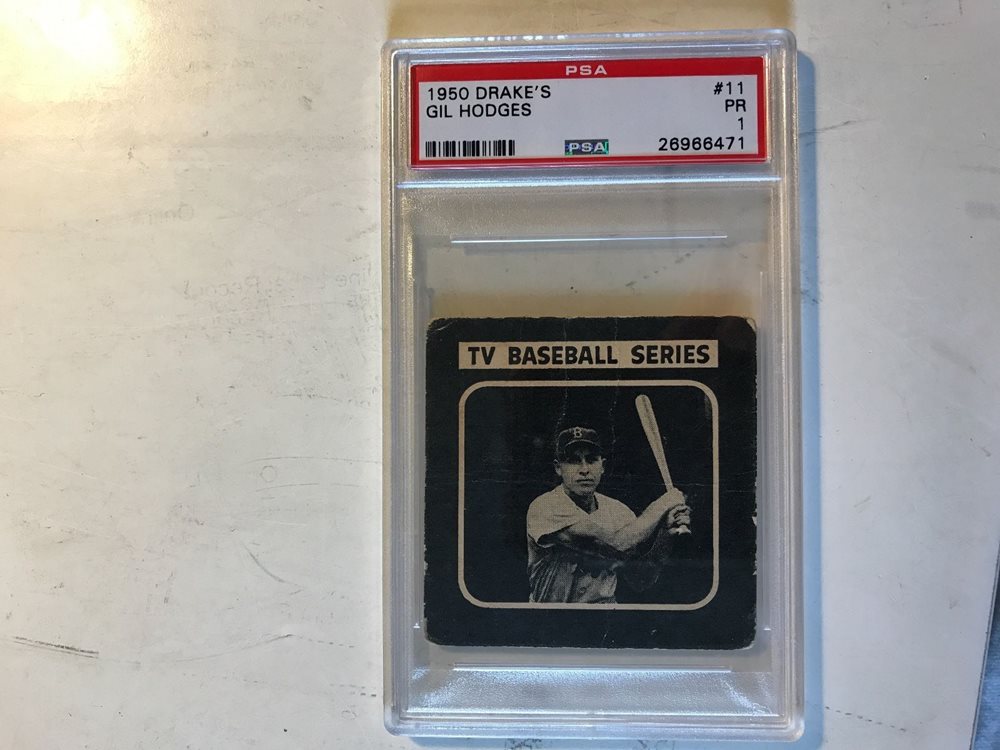 PSA
1950 DRAKE'S #11
GIL HODGES PR
1
PSA 26966471
TV BASEBALL SERIES
B